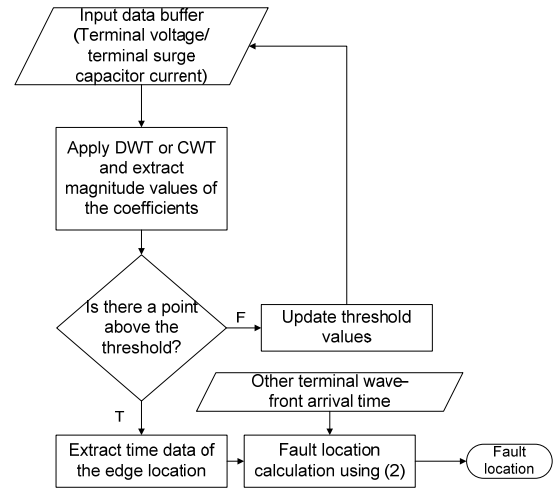 Input data buffer
(Terminal voltage/
terminal surge
capacitor current)
Apply DWT or CWT
and extract
magnitude values of
the coefficients
Is there a point
above the
threshold?
F
Update threshold
values
T
Other terminal wave–
front arrival time
Extract time data of
the edge location
Fault location
calculation using (2)
Fault
location